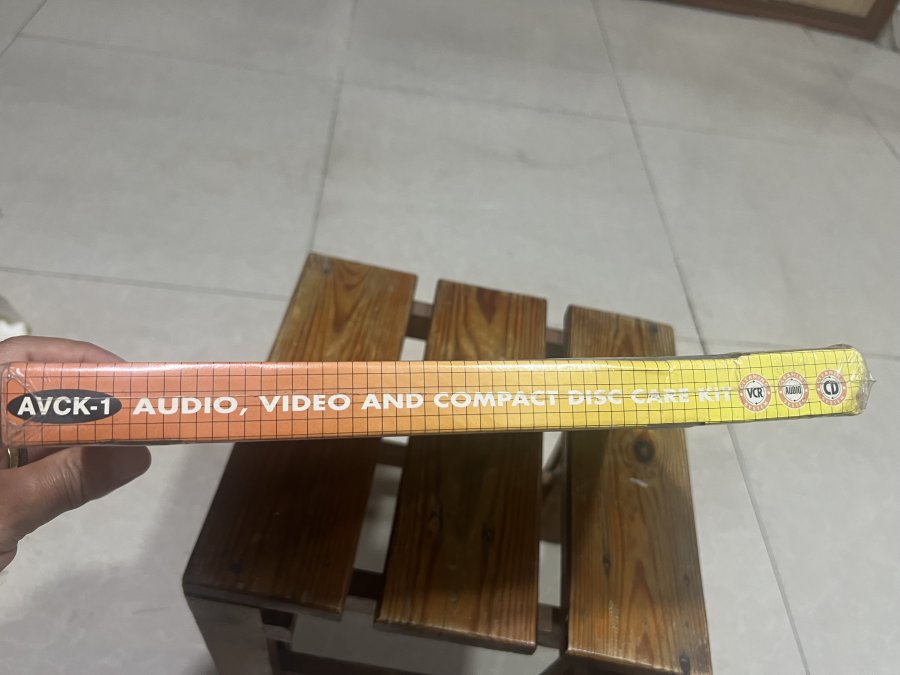 AVCK-1 AUDIO, VIDEO AND COMPACT DISC CARE KIT VCR AUDIO CD